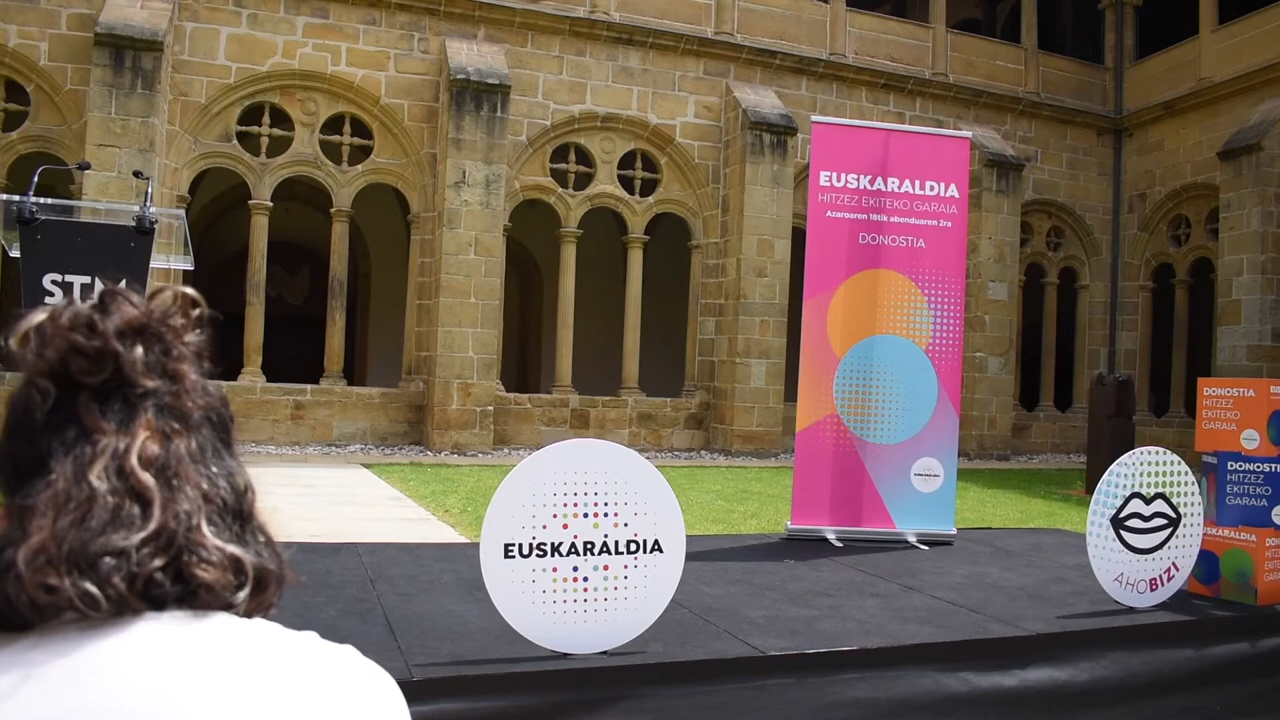 STM
EUSKARALDIA
HITZEZ EKITEKO GARAIA
Azaroaren 18tik abenduaren 2ra
DONOSTIA
EUSKARALDIA
AHOBIZI
DONOSTIA
HITZEZ
EKITEKO
GARAIA
DONOSTIA
HITZEZ
EKITEKO
GARAIA
EUSKARALDIA